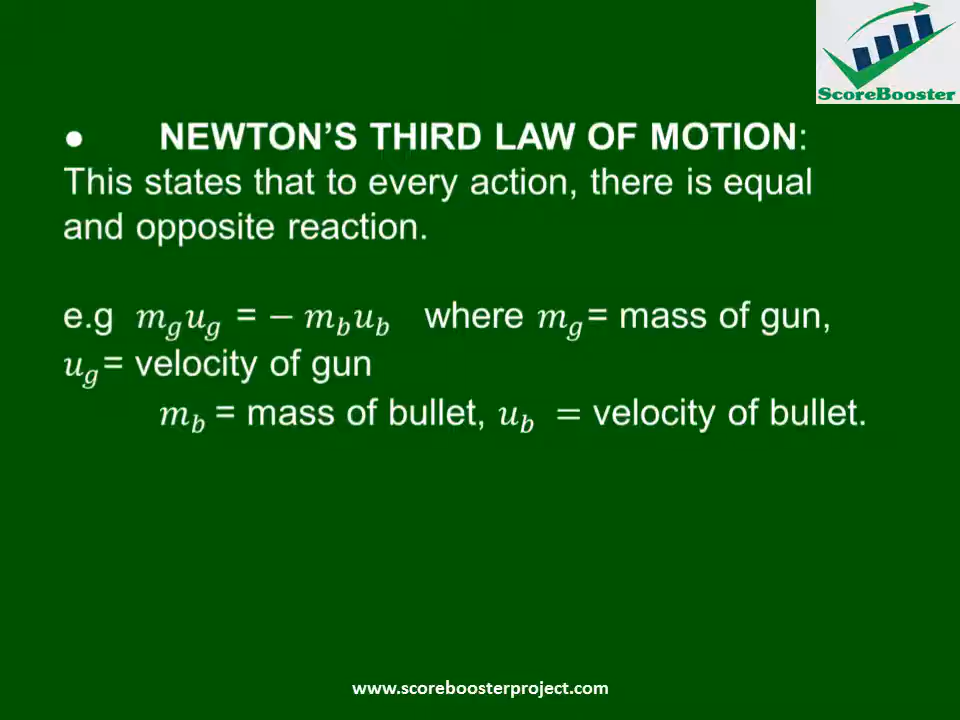 ScoreBooster
● NEWTON’S THIRD LAW OF MOTION:
This states that to every action, there is equal
and opposite reaction.
e.g $m_g u_g$ = $- m_b u_b$ where $m_g$ = mass of gun,
$u_g$ = velocity of gun
$m_b$ = mass of bullet, $u_b$ = velocity of bullet.
www.scoreboosterproject.com